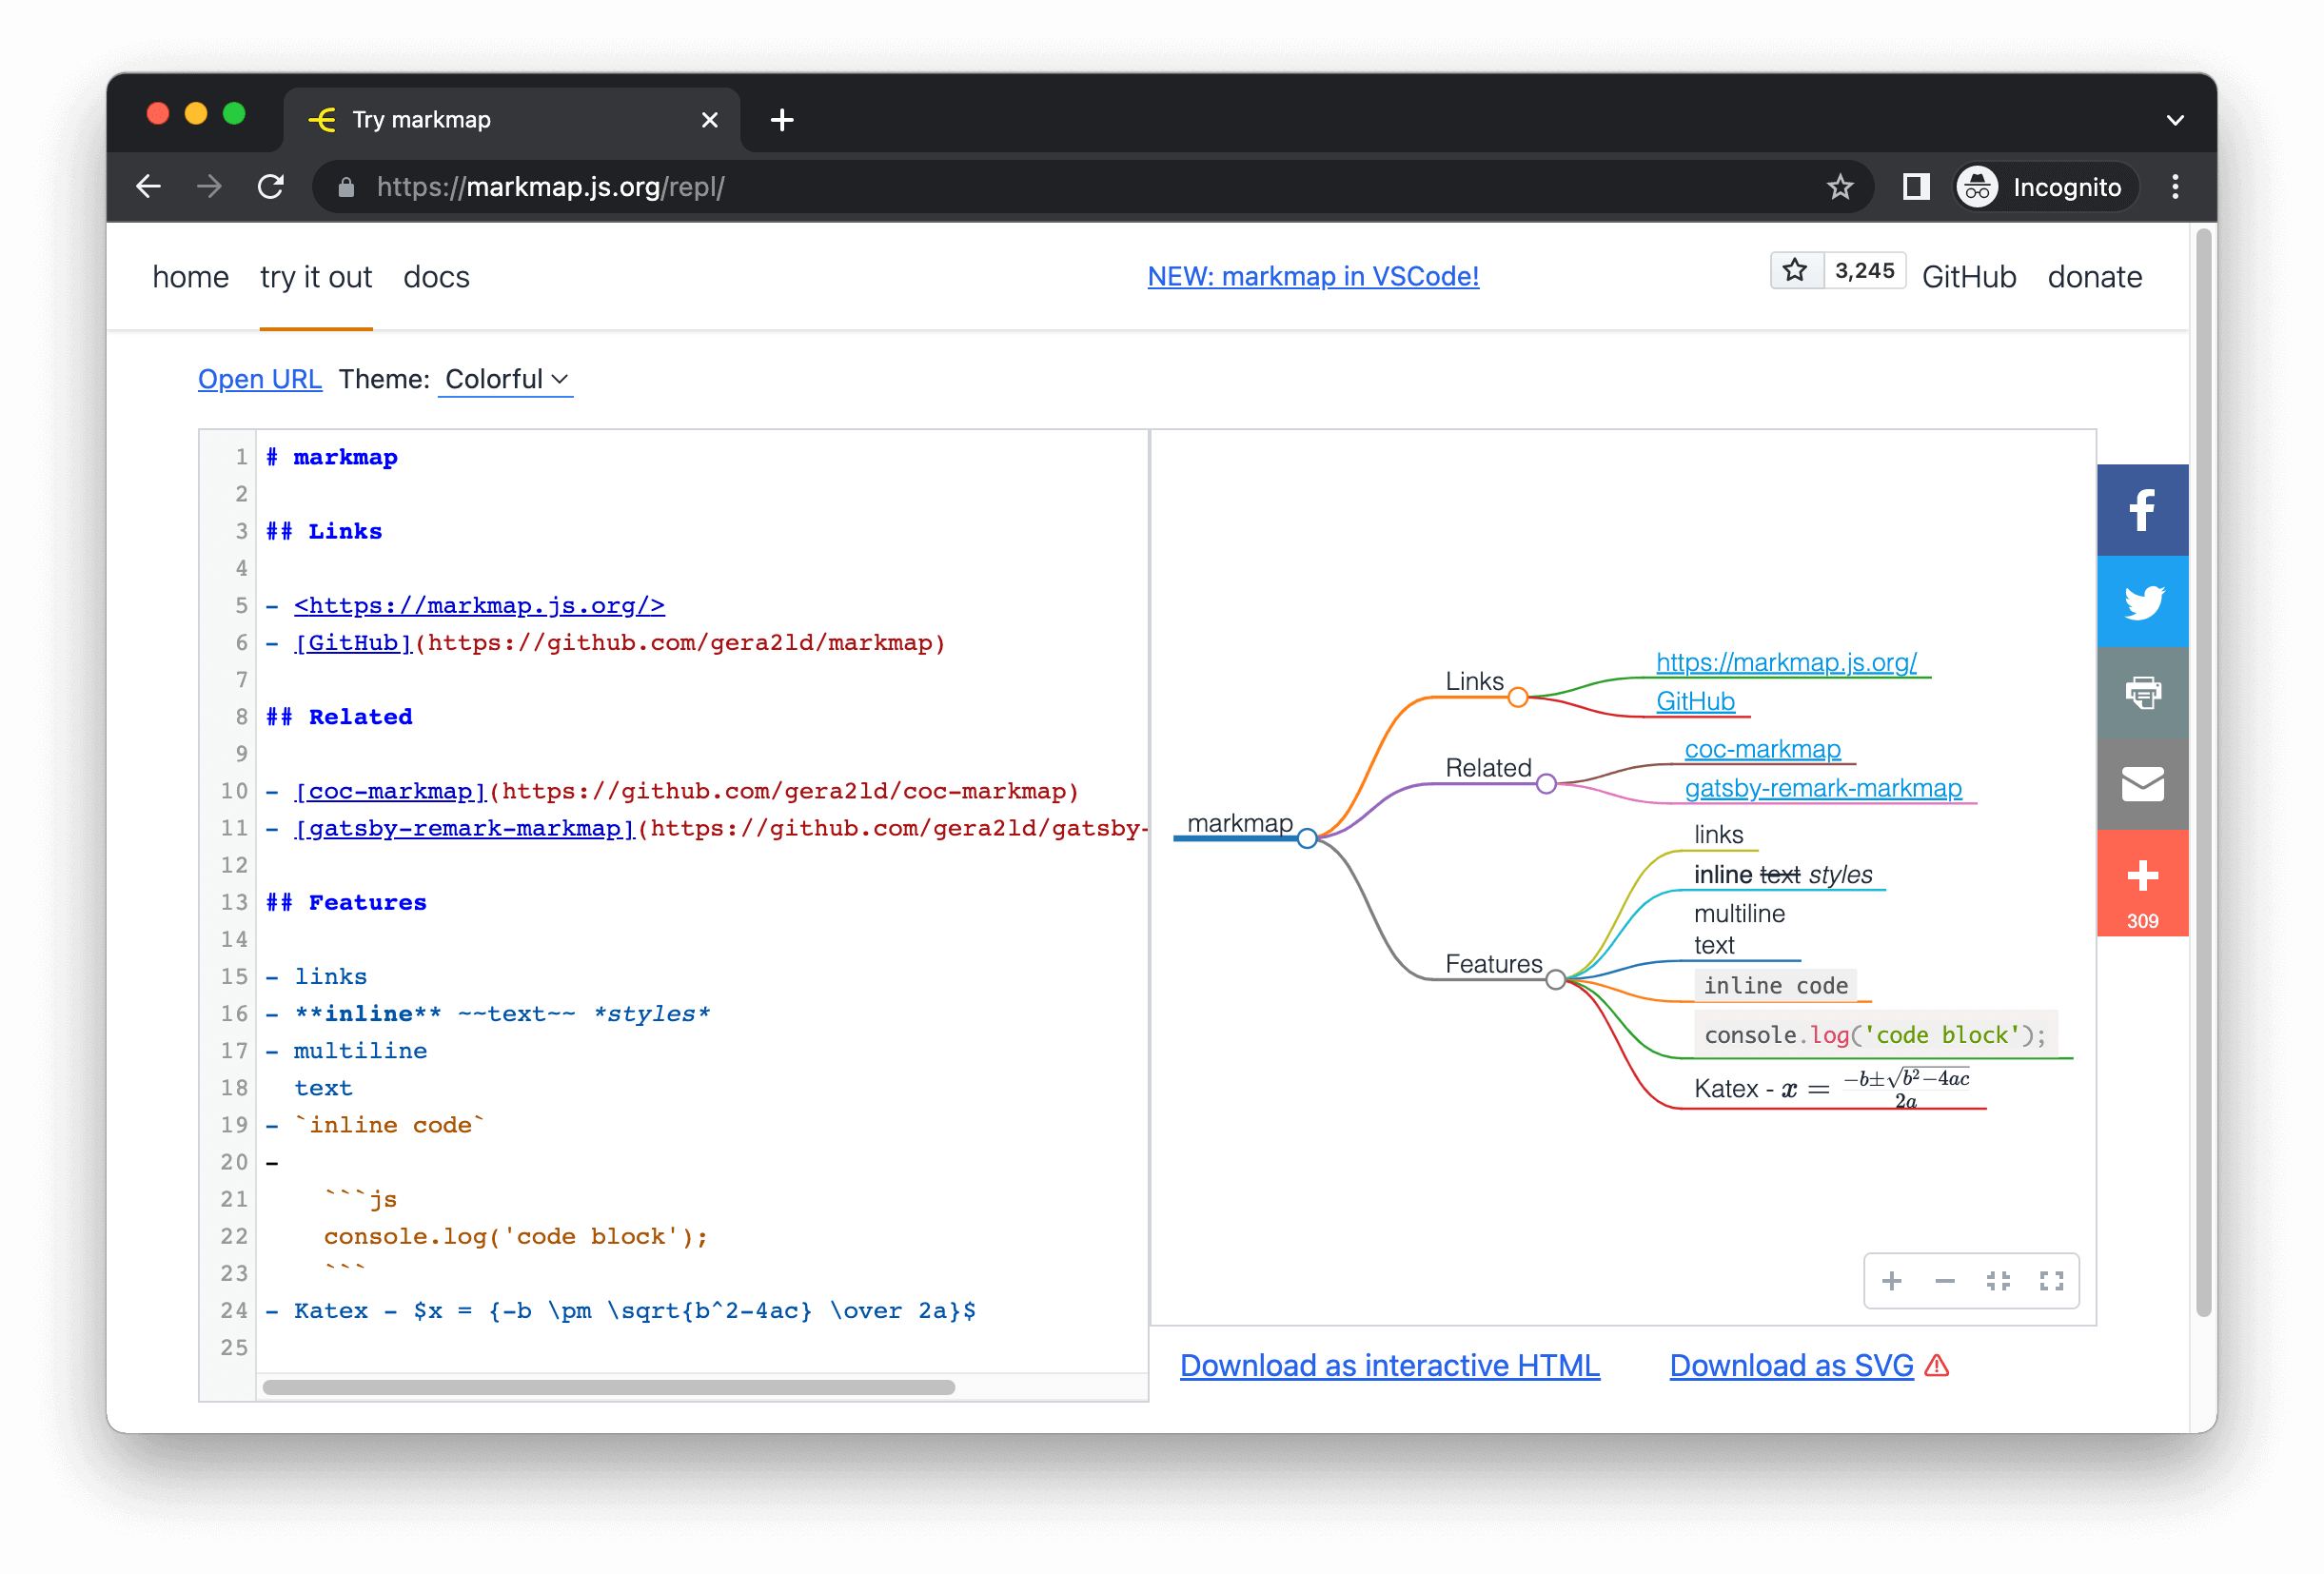 Try markmap
https://markmap.js.org/repl/
Incognito
home try it out docs
NEW: markmap in VSCode!
3,245 GitHub donate
Open URL Theme: Colorful
1 # markmap
2
3 ## Links
4
5 - <https://markmap.js.org/>
6 - [GitHub](https://github.com/gera2ld/markmap)
7
8 ## Related
9
10 - [coc-markmap](https://github.com/gera2ld/coc-markmap)
11 - [gatsby-remark-markmap](https://github.com/gera2ld/gatsby-
12
13 ## Features
14
15 - links
16 - **inline** ~~text~~ *styles*
17 - multiline
18 text
19 - `inline code`
20 -
21 ```js
22 console.log('code block');
23 ```
24 - Katex - $x = {-b \pm \sqrt{b^2-4ac} \over 2a}$
25
markmap
Links
https://markmap.js.org/
GitHub
Related
coc-markmap
gatsby-remark-markmap
Features
links
inline text styles
multiline
text
inline code
console.log('code block');
Katex - x = −b±√b²−4ac
2a
309
Download as interactive HTML
Download as SVG